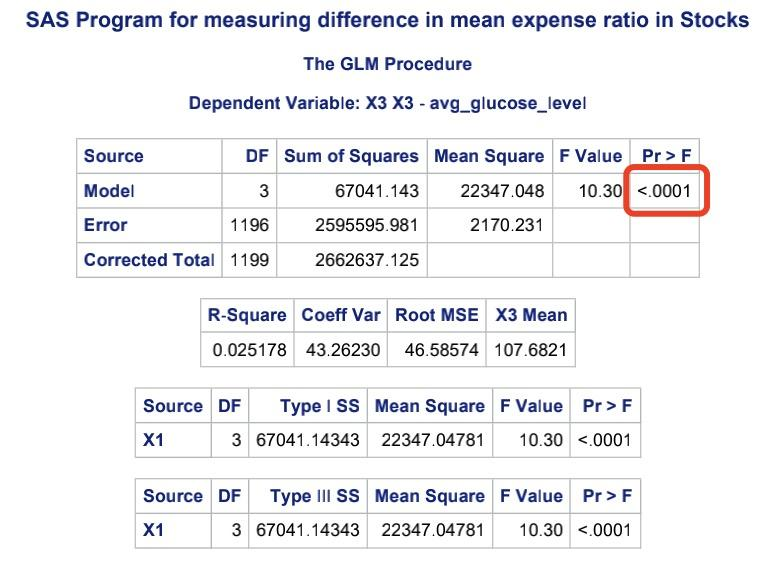 SAS Program for measuring difference in mean expense ratio in Stocks
The GLM Procedure
Dependent Variable: X3 X3 - avg_glucose_level
Source DF Sum of Squares Mean Square F Value Pr > F
Model 3 67041.143 22347.048 10.30 <.0001
Error 1196 2595595.981 2170.231
Corrected Total 1199 2662637.125
R-Square Coeff Var Root MSE X3 Mean
0.025178 43.26230 46.58574 107.6821
Source DF Type I SS Mean Square F Value Pr > F
X1 3 67041.14343 22347.04781 10.30 <.0001
Source DF Type III SS Mean Square F Value Pr > F
X1 3 67041.14343 22347.04781 10.30 <.0001